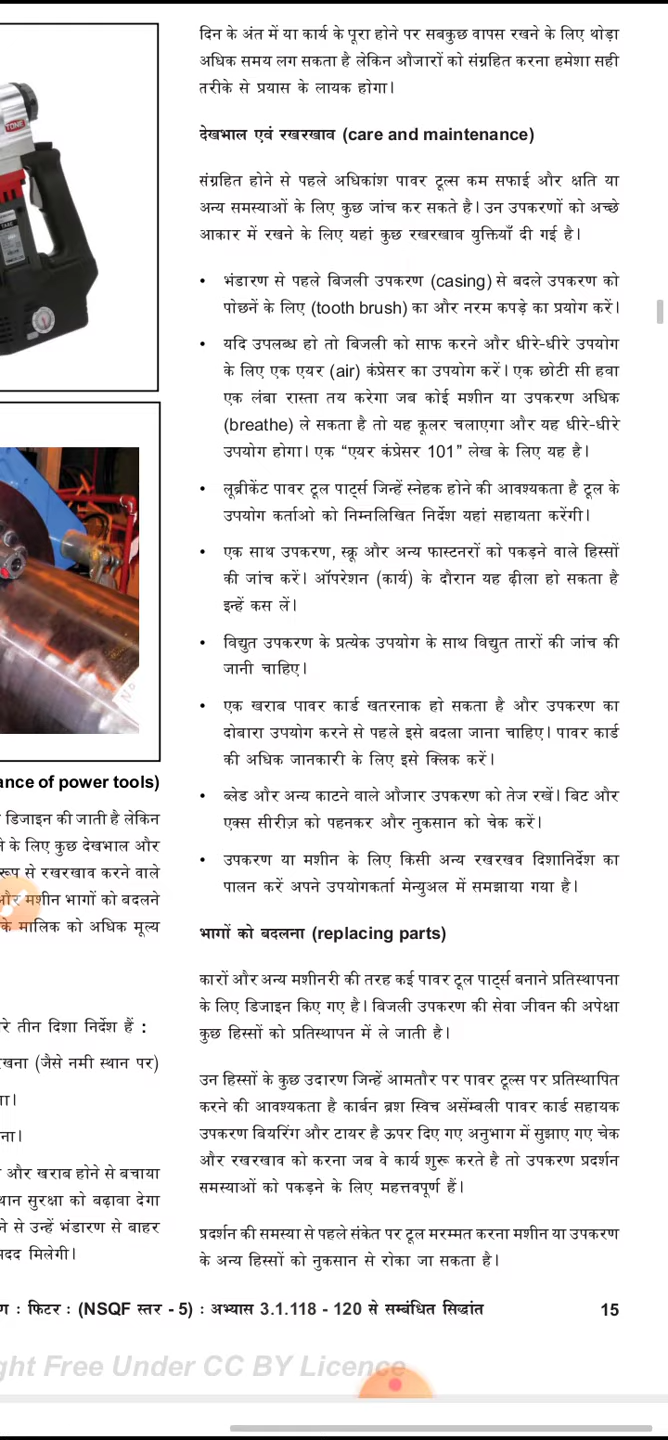 TONE
ance of power tools)
डिजाइन की जाती है लेकिन
के लिए कुछ देखभाल और
रूप से रखरखाव करने वाले
और मशीन भागों को बदलने
के मालिक को अधिक मूल्य
रे तीन दिशा निर्देश हैं :
खना (जैसे नमी स्थान पर)
ा।
ना।
और खराब होने से बचाया
थान सुरक्षा को बढ़ावा देगा
ने से उन्हें भंडारण से बाहर
मदद मिलेगी।
दिन के अंत में या कार्य के पूरा होने पर सबकुछ वापस रखने के लिए थोड़ा
अधिक समय लग सकता है लेकिन औजारों को संग्रहित करना हमेशा सही
तरीके से प्रयास के लायक होगा।
देखभाल एवं रखरखाव (care and maintenance)
संग्रहित होने से पहले अधिकांश पावर टूल्स कम सफाई और क्षति या
अन्य समस्याओं के लिए कुछ जांच कर सकते है। उन उपकरणों को अच्छे
आकार में रखने के लिए यहां कुछ रखरखाव युक्तियाँ दी गई है।
• भंडारण से पहले बिजली उपकरण (casing) से बदले उपकरण को
पोछनें के लिए (tooth brush) का और नरम कपड़े का प्रयोग करें।
• यदि उपलब्ध हो तो बिजली को साफ करने और धीरे-धीरे उपयोग
के लिए एक एयर (air) कंप्रेसर का उपयोग करें। एक छोटी सी हवा
एक लंबा रास्ता तय करेगा जब कोई मशीन या उपकरण अधिक
(breathe) ले सकता है तो यह कूलर चलाएगा और यह धीरे-धीरे
उपयोग होगा। एक “एयर कंप्रेसर 101” लेख के लिए यह है।
• लूब्रीकेंट पावर टूल पार्ट्स जिन्हें स्नेहक होने की आवश्यकता है टूल के
उपयोग कर्ताओ को निम्नलिखित निर्देश यहां सहायता करेंगी।
• एक साथ उपकरण, स्क्रू और अन्य फास्टनरों को पकड़ने वाले हिस्सों
की जांच करें। ऑपरेशन (कार्य) के दौरान यह ढ़ीला हो सकता है
इन्हें कस लें।
• विद्युत उपकरण के प्रत्येक उपयोग के साथ विद्युत तारों की जांच की
जानी चाहिए।
• एक खराब पावर कार्ड खतरनाक हो सकता है और उपकरण का
दोबारा उपयोग करने से पहले इसे बदला जाना चाहिए। पावर कार्ड
की अधिक जानकारी के लिए इसे क्लिक करें।
• ब्लेड और अन्य काटने वाले औजार उपकरण को तेज रखें। बिट और
एक्स सीरीज़ को पहनकर और नुकसान को चेक करें।
• उपकरण या मशीन के लिए किसी अन्य रखरखव दिशानिर्देश का
पालन करें अपने उपयोगकर्ता मेन्युअल में समझाया गया है।
भागों को बदलना (replacing parts)
कारों और अन्य मशीनरी की तरह कई पावर टूल पार्ट्स बनाने प्रतिस्थापना
के लिए डिजाइन किए गए है। बिजली उपकरण की सेवा जीवन की अपेक्षा
कुछ हिस्सों को प्रतिस्थापन में ले जाती है।
उन हिस्सों के कुछ उदारण जिन्हें आमतौर पर पावर टूल्स पर प्रतिस्थापित
करने की आवश्यकता है कार्बन ब्रश स्विच असेंम्बली पावर कार्ड सहायक
उपकरण बियरिंग और टायर है ऊपर दिए गए अनुभाग में सुझाए गए चेक
और रखरखाव को करना जब वे कार्य शुरू करते है तो उपकरण प्रदर्शन
समस्याओं को पकड़ने के लिए महत्तवपूर्ण हैं।
प्रदर्शन की समस्या से पहले संकेत पर टूल मरम्मत करना मशीन या उपकरण
के अन्य हिस्सों को नुकसान से रोका जा सकता है।
ण : फिटर : (NSQF स्तर - 5) : अभ्यास 3.1.118 - 120 से सम्बंधित सिद्धांत 15
ght Free Under CC BY Licence